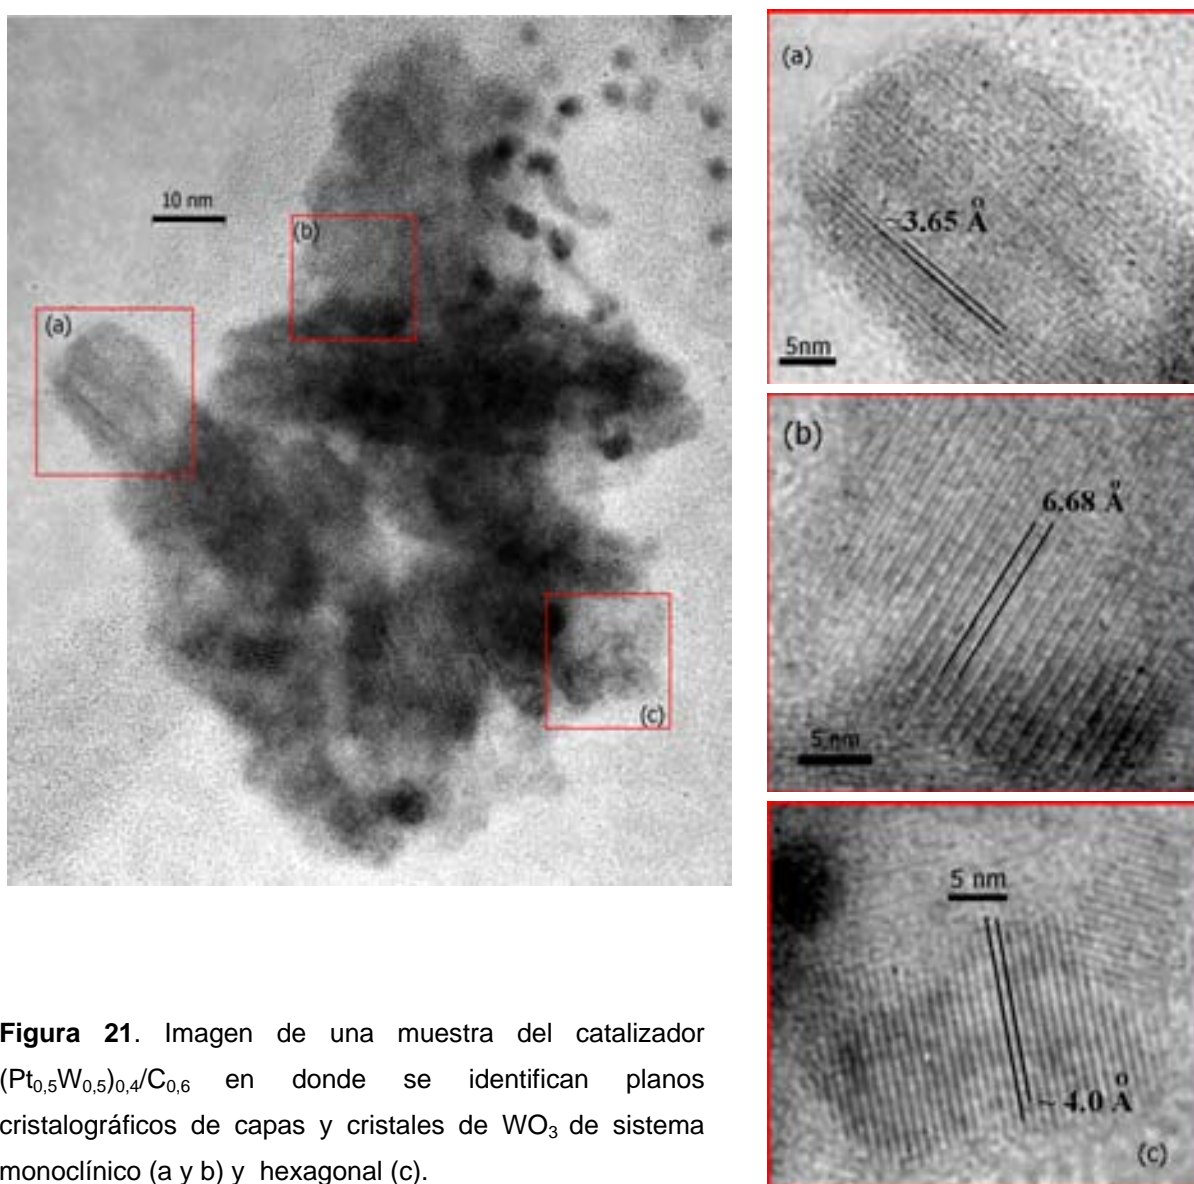 10 nm
(b)
(a)
(c)
(a)
~3.65 Å
5nm
(b)
6.68 Å
5 nm
5 nm
~ 4.0 Å
(c)
Figura 21. Imagen de una muestra del catalizador
(Pt0,5W0,5)0,4/C0,6 en donde se identifican planos
cristalográficos de capas y cristales de WO3 de sistema
monoclínico (a y b) y hexagonal (c).